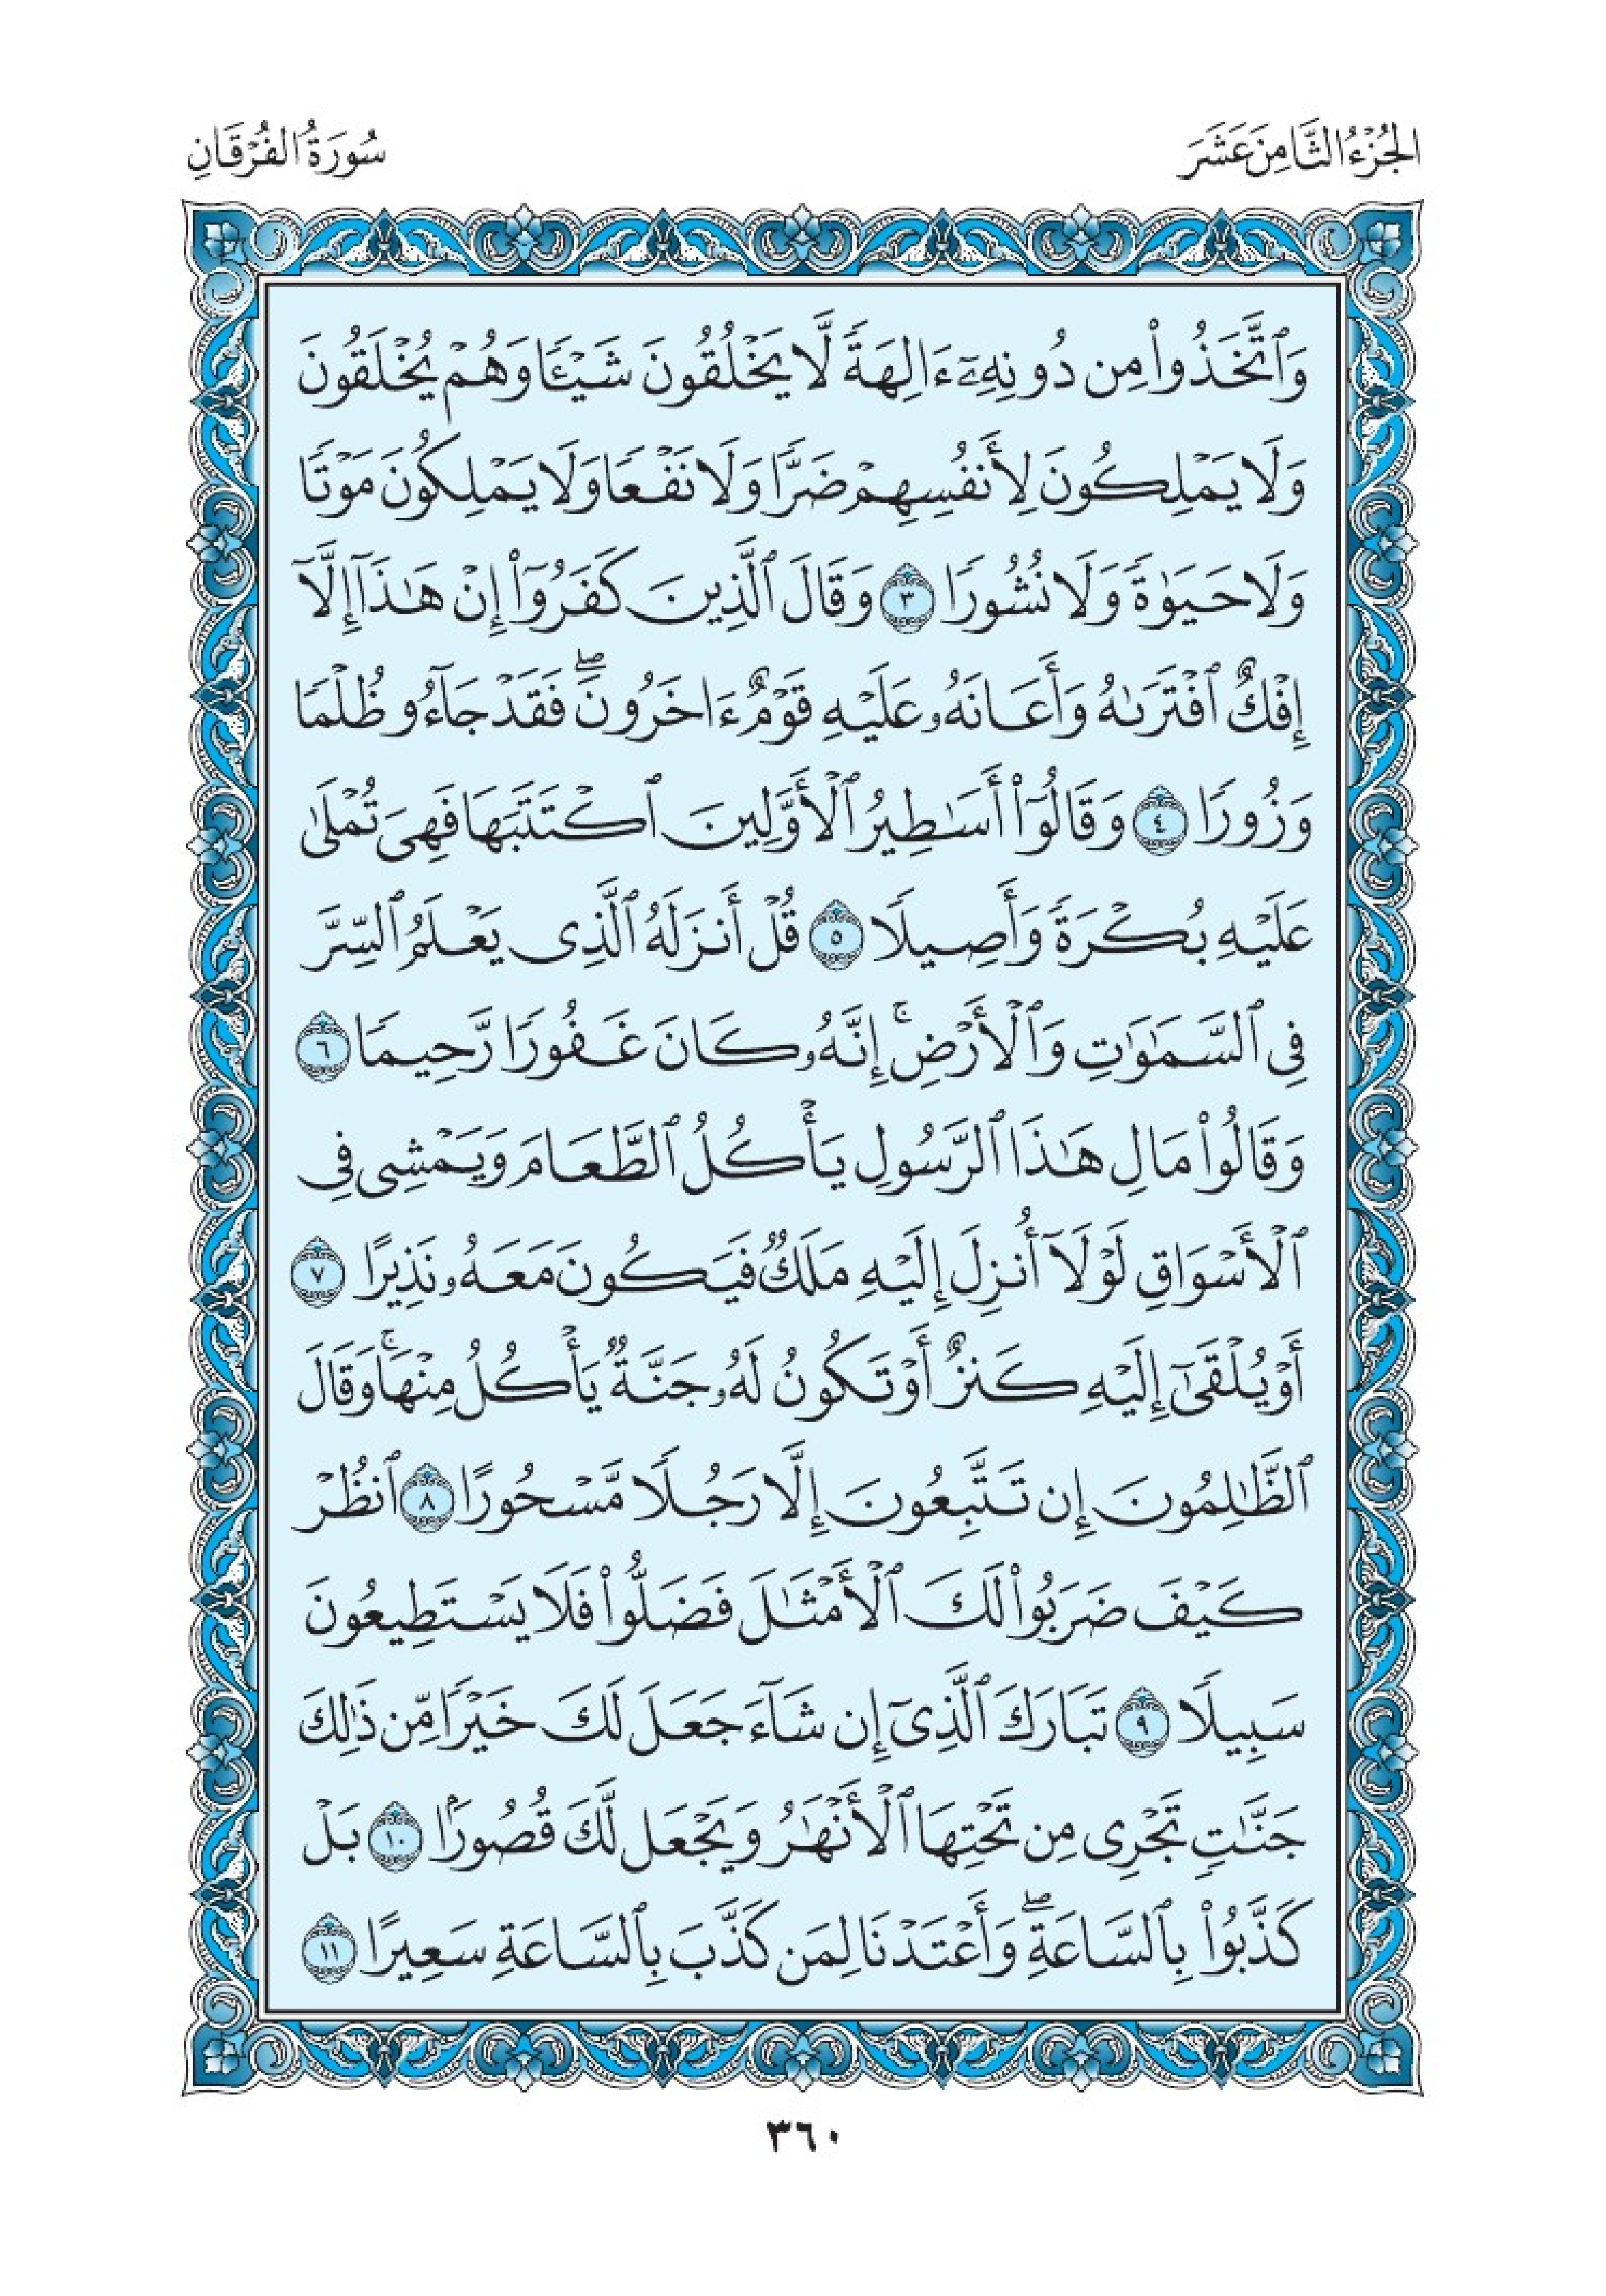 الجُزْءُ الثَّامِنَ عَشَرَ
سُورَةُ الفُرْقَانِ
وَٱتَّخَذُوا۟ مِن دُونِهِۦٓ ءَالِهَةً لَّا يَخْلُقُونَ شَيْـًٔا وَهُمْ يُخْلَقُونَ
وَلَا يَمْلِكُونَ لِأَنفُسِهِمْ ضَرًّا وَلَا نَفْعًا وَلَا يَمْلِكُونَ مَوْتًا
وَلَا حَيَوٰةً وَلَا نُشُورًا ٣ وَقَالَ ٱلَّذِينَ كَفَرُوٓا۟ إِنْ هَـٰذَآ إِلَّآ
إِفْكٌ ٱفْتَرَىٰهُ وَأَعَانَهُۥ عَلَيْهِ قَوْمٌ ءَاخَرُونَ ۖ فَقَدْ جَآءُو ظُلْمًا
وَزُورًا ٤ وَقَالُوٓا۟ أَسَـٰطِيرُ ٱلْأَوَّلِينَ ٱكْتَتَبَهَا فَهِىَ تُمْلَىٰ
عَلَيْهِ بُكْرَةً وَأَصِيلًا ٥ قُلْ أَنزَلَهُ ٱلَّذِى يَعْلَمُ ٱلسِّرَّ
فِى ٱلسَّمَـٰوَٰتِ وَٱلْأَرْضِ ۚ إِنَّهُۥ كَانَ غَفُورًا رَّحِيمًا ٦
وَقَالُوا۟ مَالِ هَـٰذَا ٱلرَّسُولِ يَأْكُلُ ٱلطَّعَامَ وَيَمْشِى فِى
ٱلْأَسْوَاقِ لَوْلَآ أُنزِلَ إِلَيْهِ مَلَكٌ فَيَكُونَ مَعَهُۥ نَذِيرًا ٧
أَوْ يُلْقَىٰٓ إِلَيْهِ كَنزٌ أَوْ تَكُونُ لَهُۥ جَنَّةٌ يَأْكُلُ مِنْهَا ۚ وَقَالَ
ٱلظَّـٰلِمُونَ إِن تَتَّبِعُونَ إِلَّا رَجُلًا مَّسْحُورًا ٨ ٱنظُرْ
كَيْفَ ضَرَبُوا۟ لَكَ ٱلْأَمْثَـٰلَ فَضَلُّوا۟ فَلَا يَسْتَطِيعُونَ
سَبِيلًا ٩ تَبَارَكَ ٱلَّذِىٓ إِن شَآءَ جَعَلَ لَكَ خَيْرًا مِّن ذَٰلِكَ
جَنَّـٰتٍ تَجْرِى مِن تَحْتِهَا ٱلْأَنْهَـٰرُ وَيَجْعَل لَّكَ قُصُورًۢا ١٠ بَلْ
كَذَّبُوا۟ بِٱلسَّاعَةِ ۖ وَأَعْتَدْنَا لِمَن كَذَّبَ بِٱلسَّاعَةِ سَعِيرًا ١١
٣٦٠